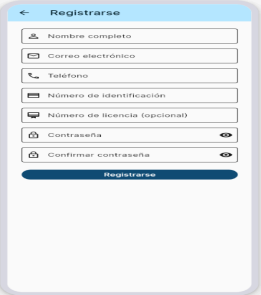 Registrarse
Nombre completo
Correo electrónico
Teléfono
Número de identificación
Número de licencia (opcional)
Contraseña
Confirmar contraseña
Registrarse